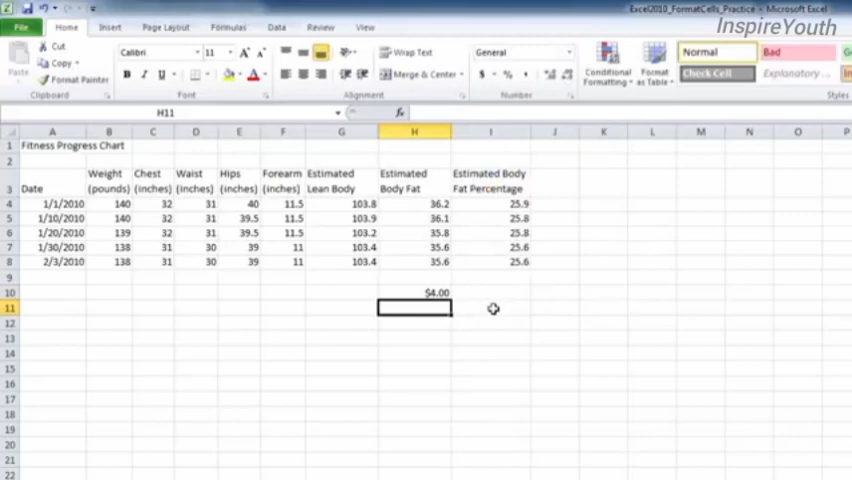 Excel2010_FormatCells_Practice - Microsoft Excel
InspireYouth
File Home Insert Page Layout Formulas Data Review View
Cut
Copy
Paste
Format Painter
Clipboard
Calibri 11
B I U A
Font
Wrap Text
Merge & Center
Alignment
General
$ % ,
Number
Conditional Formatting
Format as Table
Normal Bad
Check Cell Explanatory ...
Styles
H11 fx
A B C D E F G H I J K L M N O P
1 Fitness Progress Chart
2
Weight Chest Waist Hips Forearm Estimated Estimated Estimated Body
3 Date (pounds) (inches) (inches) (inches) (inches) Lean Body Body Fat Fat Percentage
4 1/1/2010 140 32 31 40 11.5 103.8 36.2 25.9
5 1/10/2010 140 32 31 39.5 11.5 103.9 36.1 25.8
6 1/20/2010 139 32 31 39.5 11.5 103.2 35.8 25.8
7 1/30/2010 138 31 30 39 11 103.4 35.6 25.6
8 2/3/2010 138 31 30 39 11 103.4 35.6 25.6
9
10 $4.00
11
12
13
14
15
16
17
18
19
20
21
22